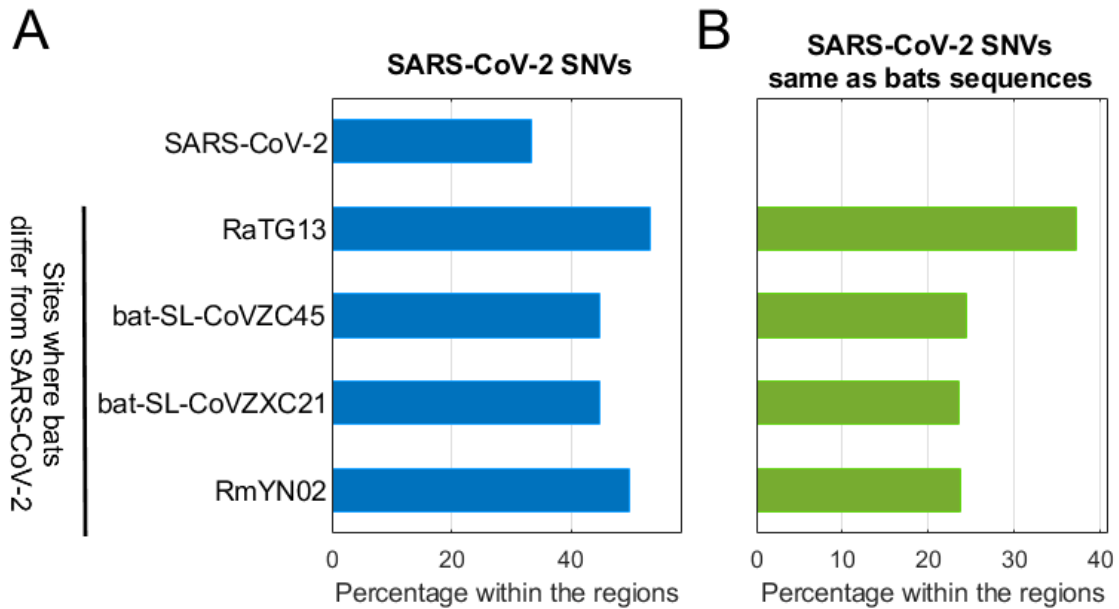 A
SARS-CoV-2 SNVs
SARS-CoV-2
RaTG13
bat-SL-CoVZC45
bat-SL-CoVZXC21
RmYN02
Sites where bats
differ from SARS-CoV-2
0 20 40
Percentage within the regions
B
SARS-CoV-2 SNVs
same as bats sequences
0 10 20 30 40
Percentage within the regions